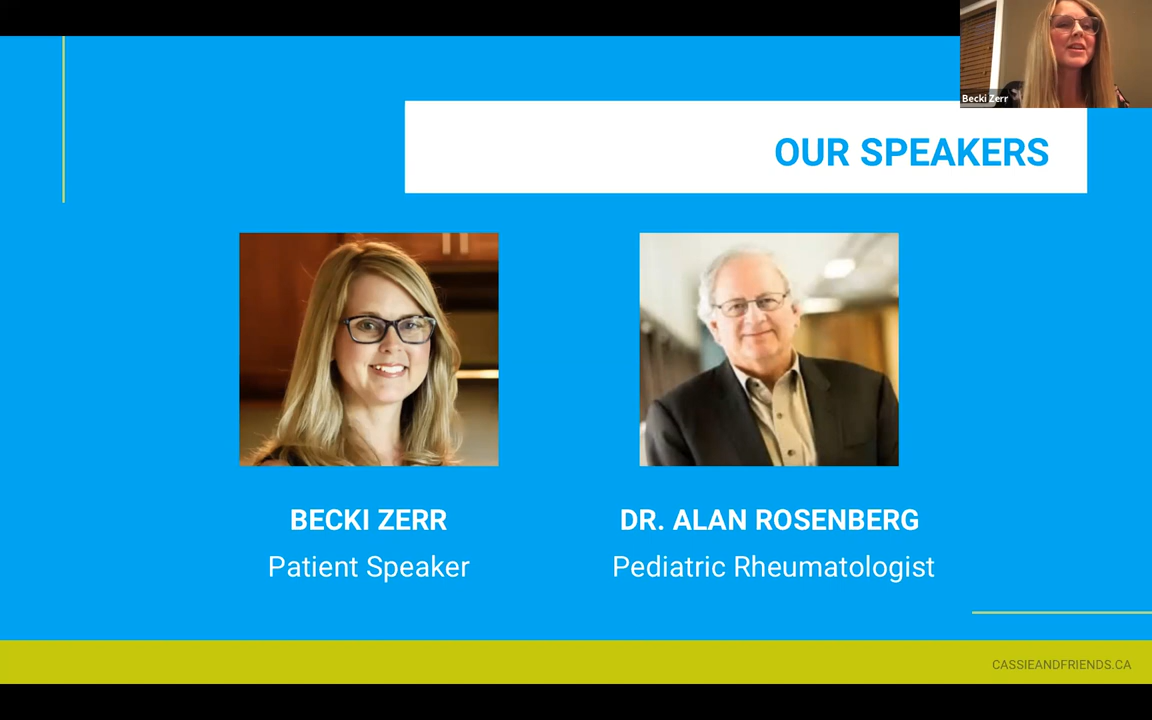 Becki Zerr
OUR SPEAKERS
BECKI ZERR
Patient Speaker
DR. ALAN ROSENBERG
Pediatric Rheumatologist
CASSIEANDFRIENDS.CA